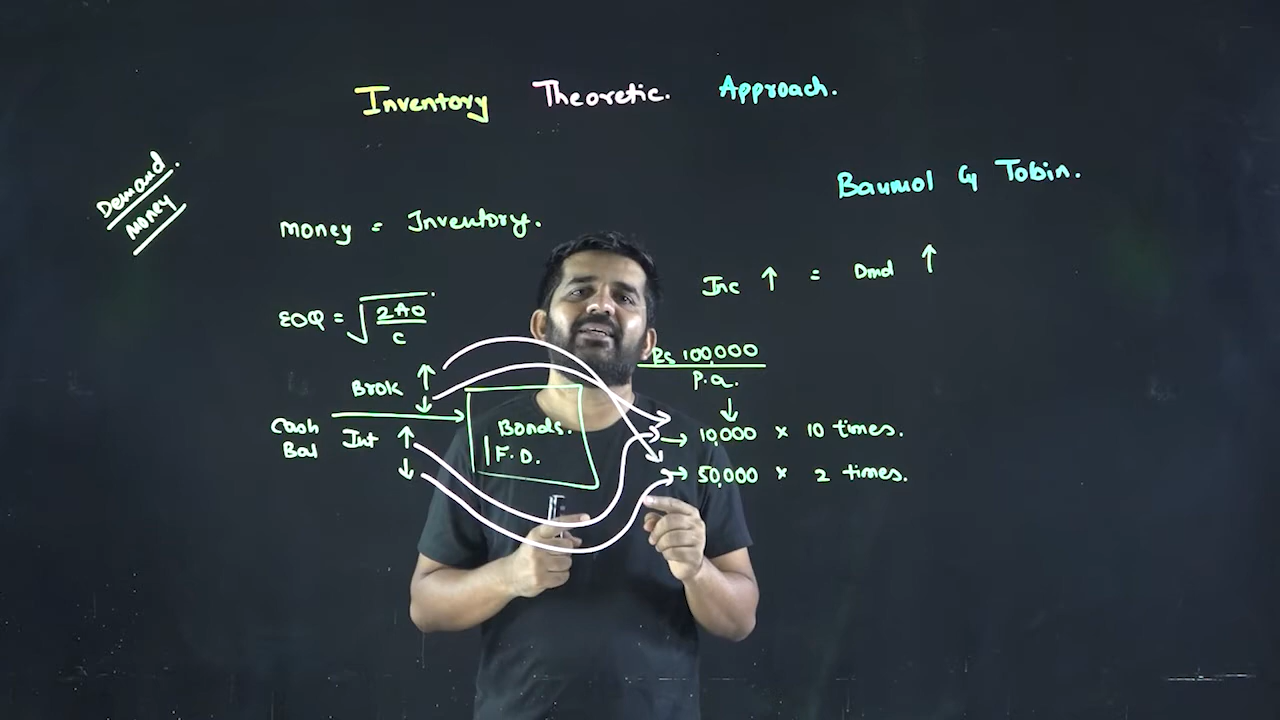 Inventory Theoretic. Approach.
Demand.
Money
Baumol & Tobin.
Money = Inventory.
Inc ↑ = Dmd ↑
EOQ = √2AO/C
Rs 100,000
P.a.
↓
Brok ↑↓
Cash Bal
Int ↑↓
Bonds.
F.D.
→ 10,000 × 10 times.
→ 50,000 × 2 times.